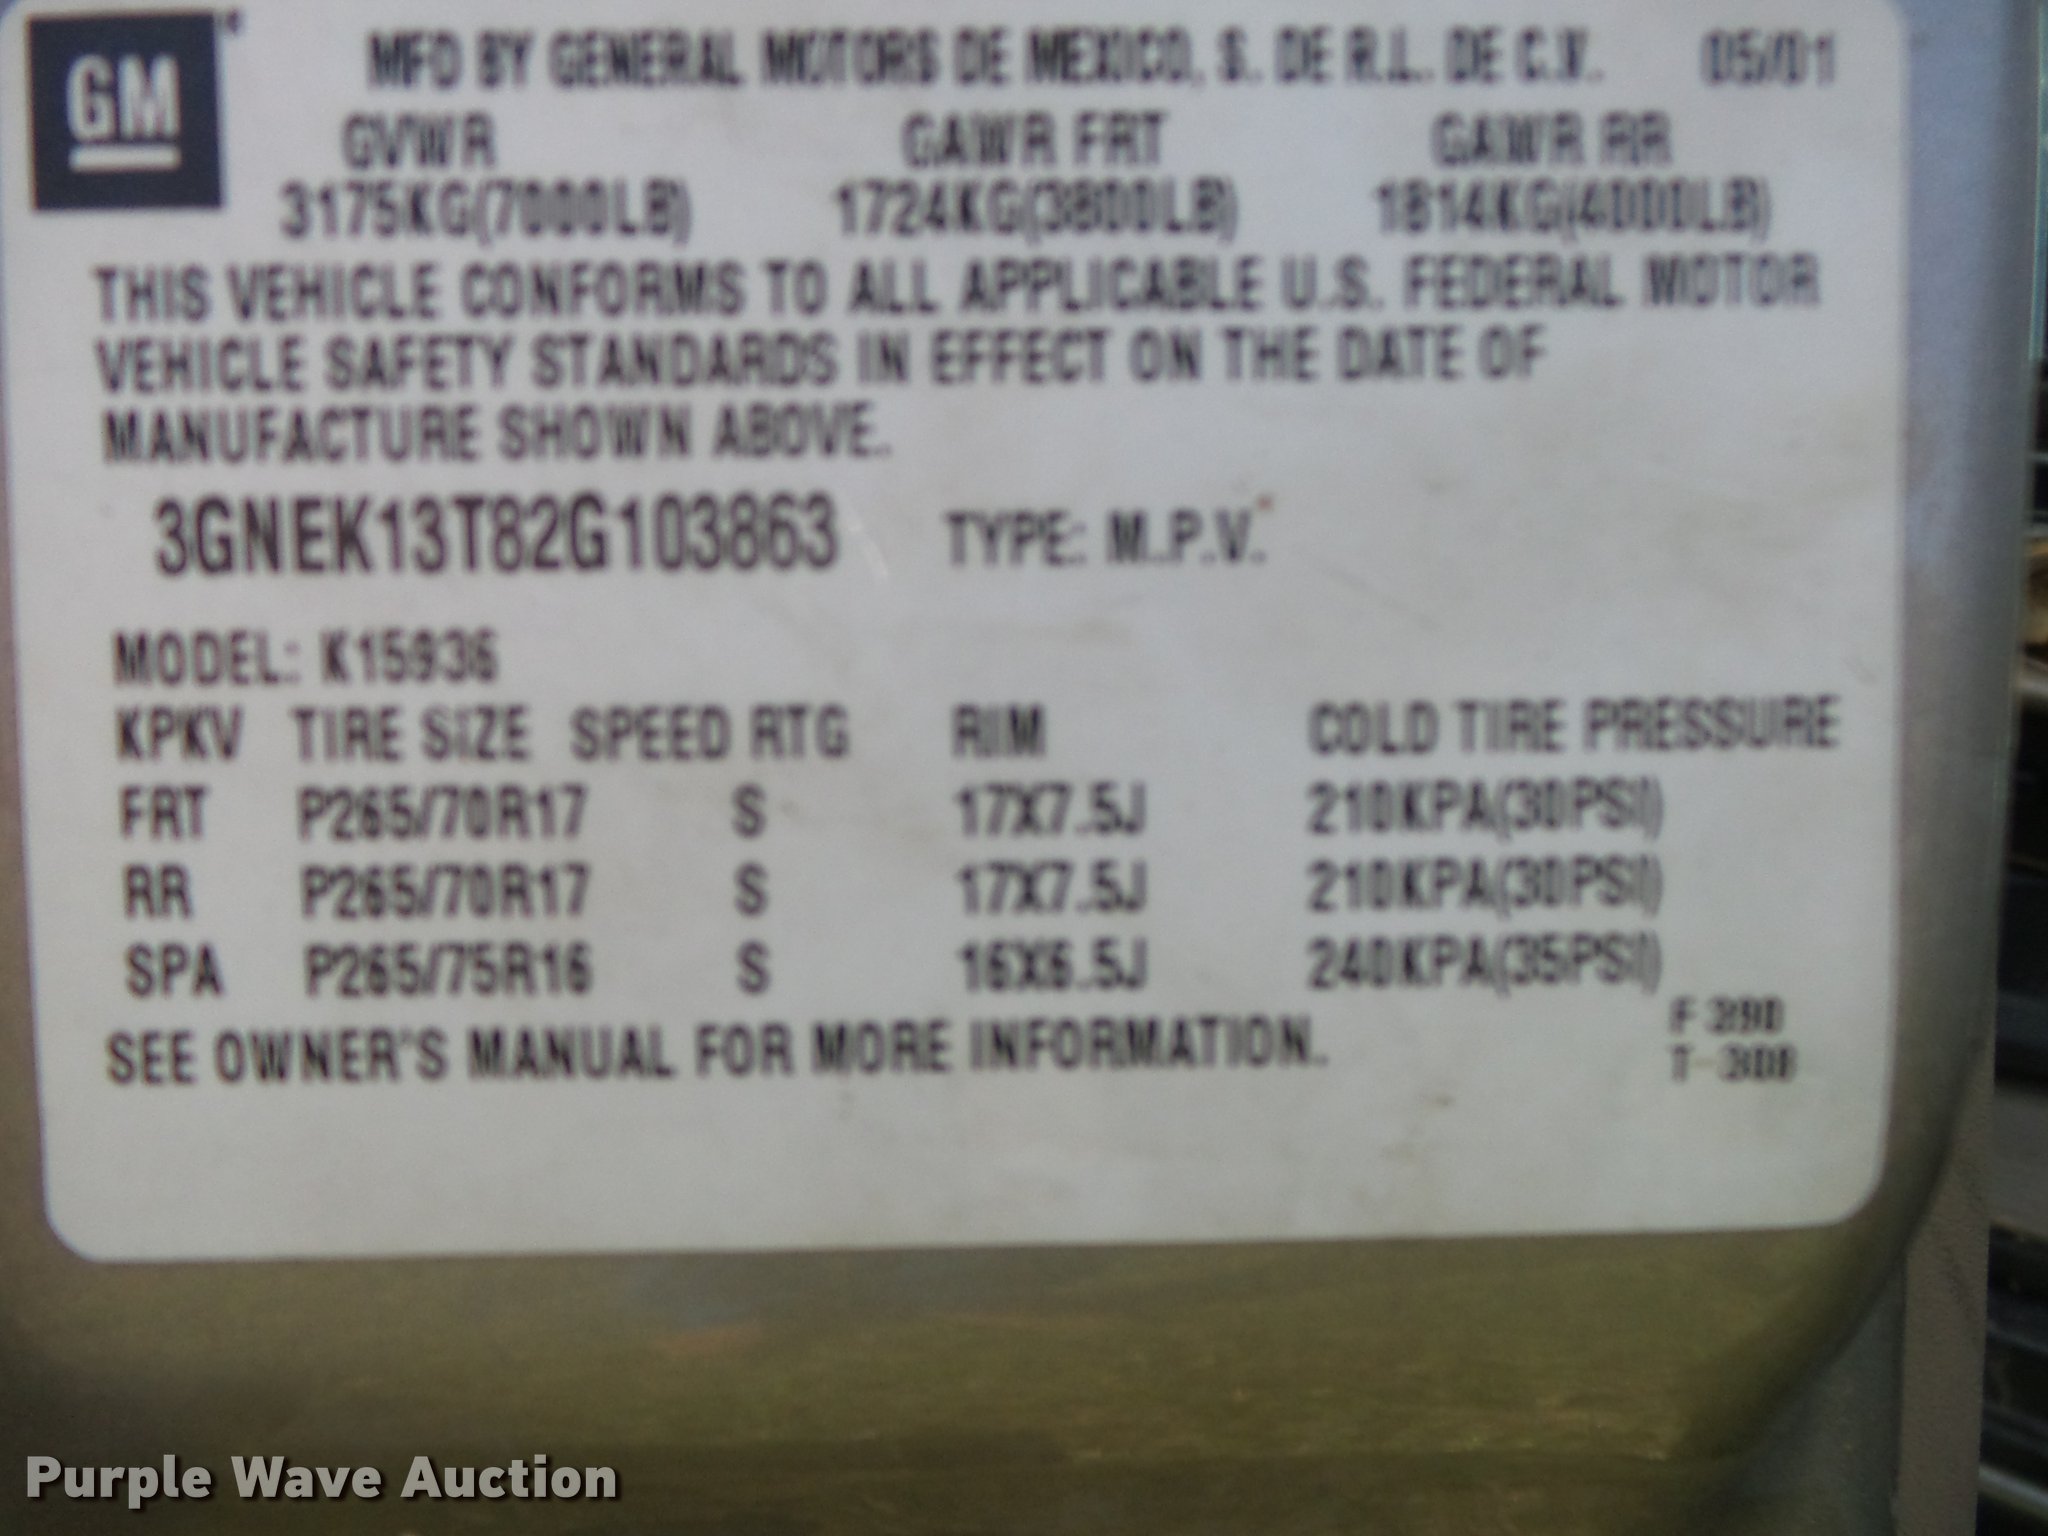 GM
MFD BY GENERAL MOTORS DE MEXICO, S. DE R.L. DE C.V. 05/01
GVWR GAWR FRT GAWR RR
3175KG(7000LB) 1724KG(3800LB) 1814KG(4000LB)
THIS VEHICLE CONFORMS TO ALL APPLICABLE U.S. FEDERAL MOTOR
VEHICLE SAFETY STANDARDS IN EFFECT ON THE DATE OF
MANUFACTURE SHOWN ABOVE.
3GNEK13T82G103863 TYPE: M.P.V.
MODEL: K15936
KPKV TIRE SIZE SPEED RTG RIM COLD TIRE PRESSURE
FRT P265/70R17 S 17X7.5J 210KPA(30PSI)
RR P265/70R17 S 17X7.5J 210KPA(30PSI)
SPA P265/75R16 S 16X6.5J 240KPA(35PSI)
SEE OWNER'S MANUAL FOR MORE INFORMATION.
Purple Wave Auction